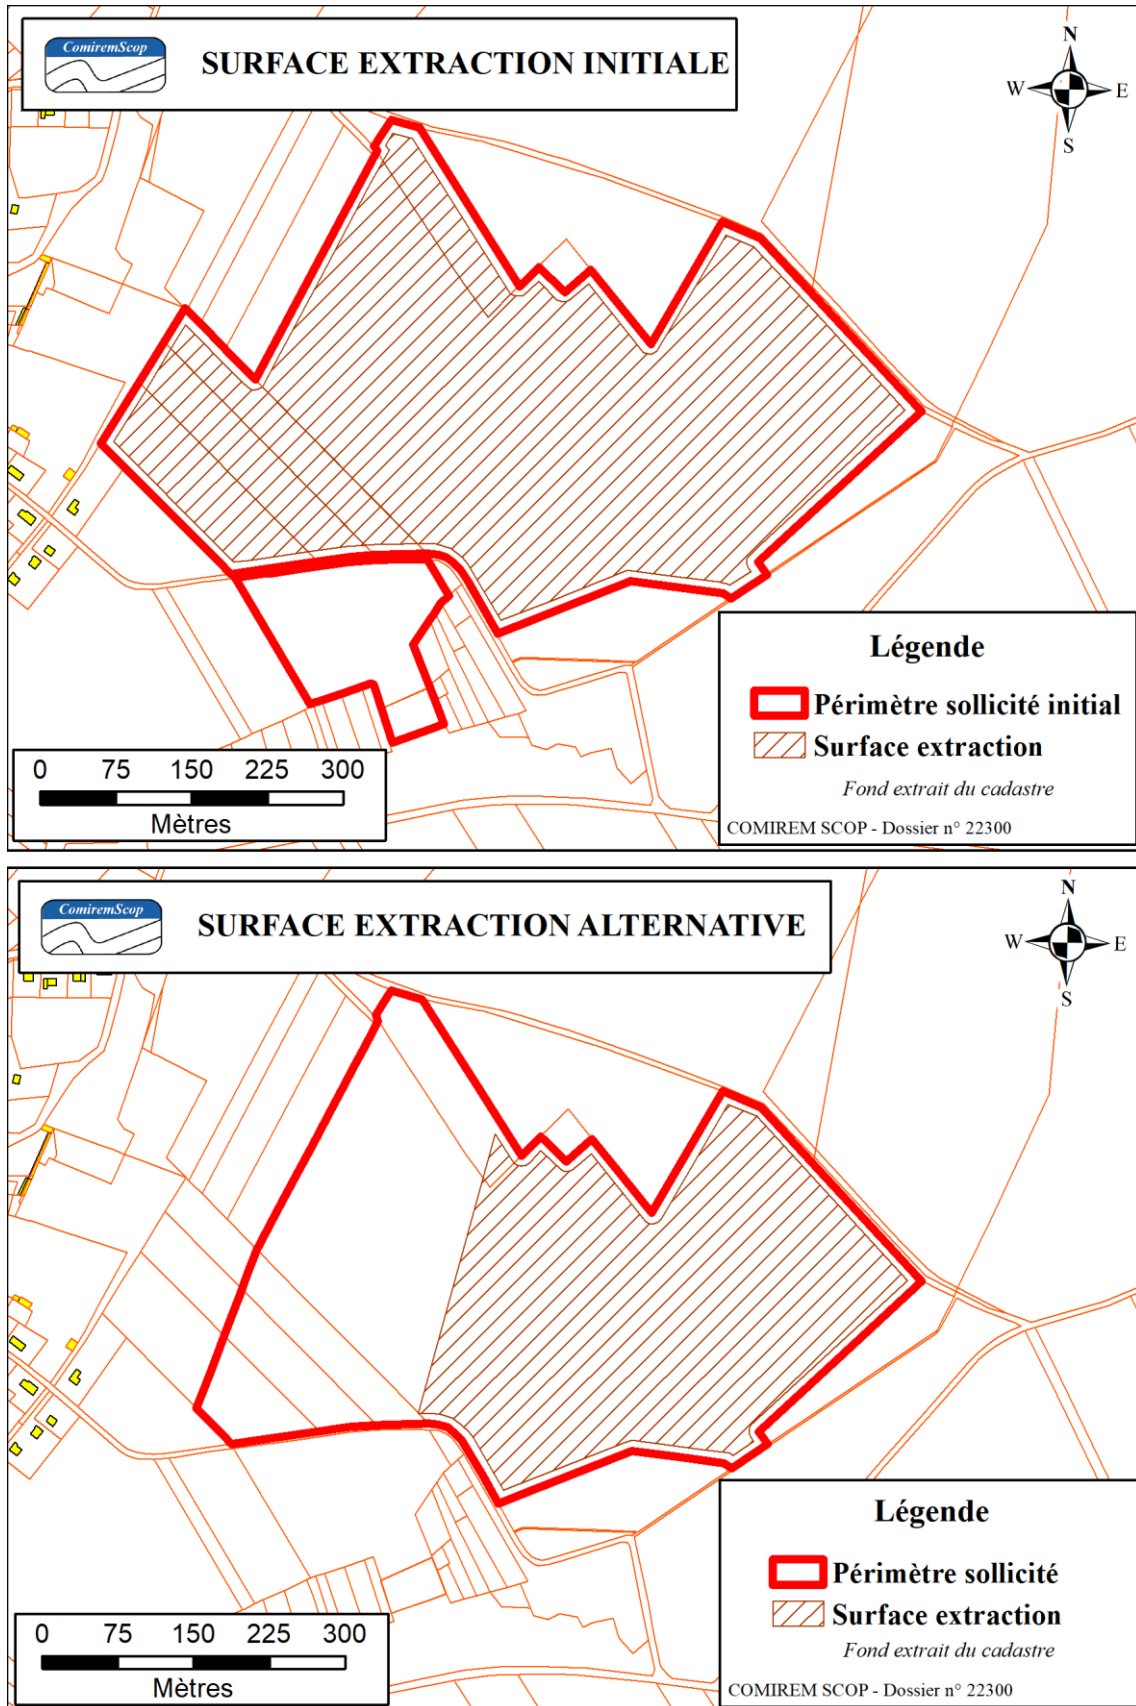 ComiremScop
SURFACE EXTRACTION INITIALE
N
W
E
S
Légende
Périmètre sollicité initial
Surface extraction
Fond extrait du cadastre
COMIREM SCOP - Dossier n° 22300
0 75 150 225 300
Mètres
ComiremScop
SURFACE EXTRACTION ALTERNATIVE
N
W
E
S
Légende
Périmètre sollicité
Surface extraction
Fond extrait du cadastre
COMIREM SCOP - Dossier n° 22300
0 75 150 225 300
Mètres